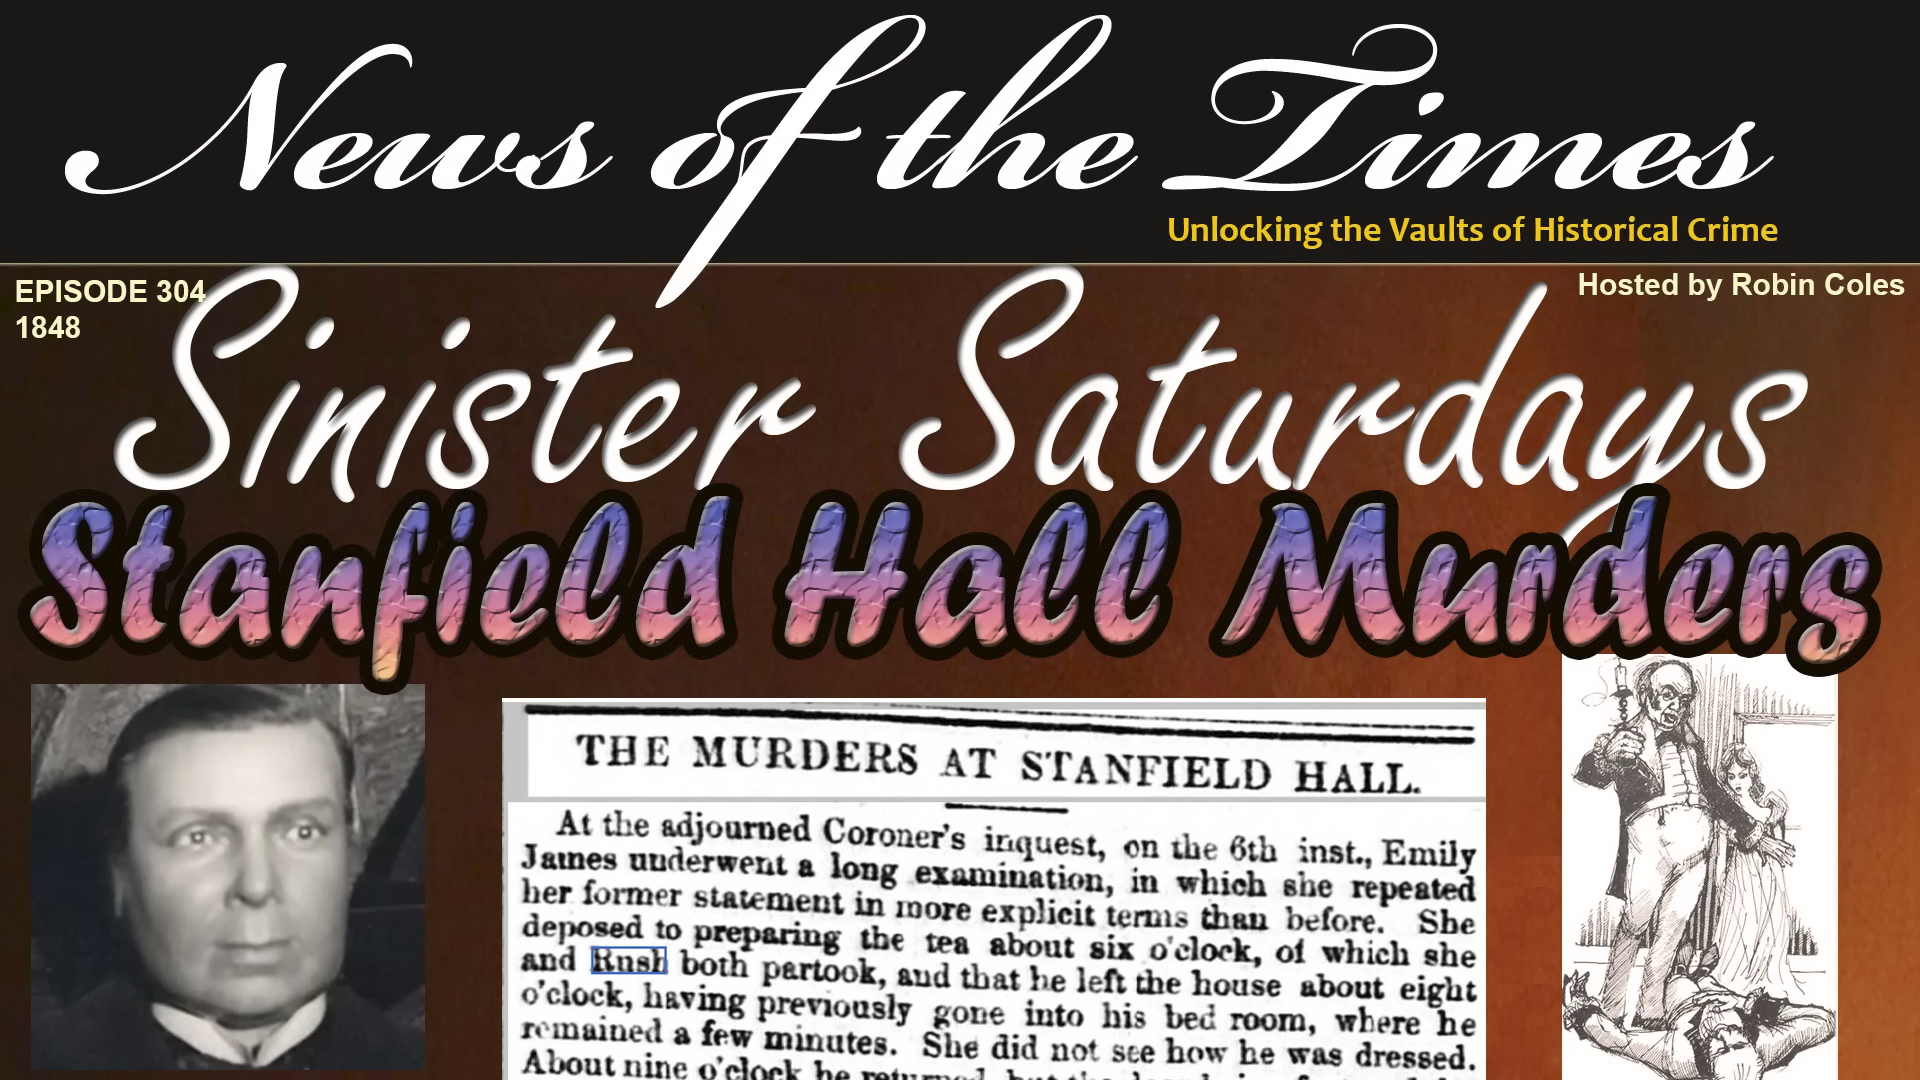 News of the Times
Unlocking the Vaults of Historical Crime
EPISODE 304
1848
Hosted by Robin Coles
Sinister Saturdays
Stanfield Hall Murders
THE MURDERS AT STANFIELD HALL.
At the adjourned Coroner's inquest, on the 6th inst., Emily
James underwent a long examination, in which she repeated
her former statement in more explicit terms than before. She
deposed to preparing the tea about six o'clock, of which she
and Rush both partook, and that he left the house about eight
o'clock, having previously gone into his bed room, where he
remained a few minutes. She did not see how he was dressed.
About nine o'clock he returned, but the